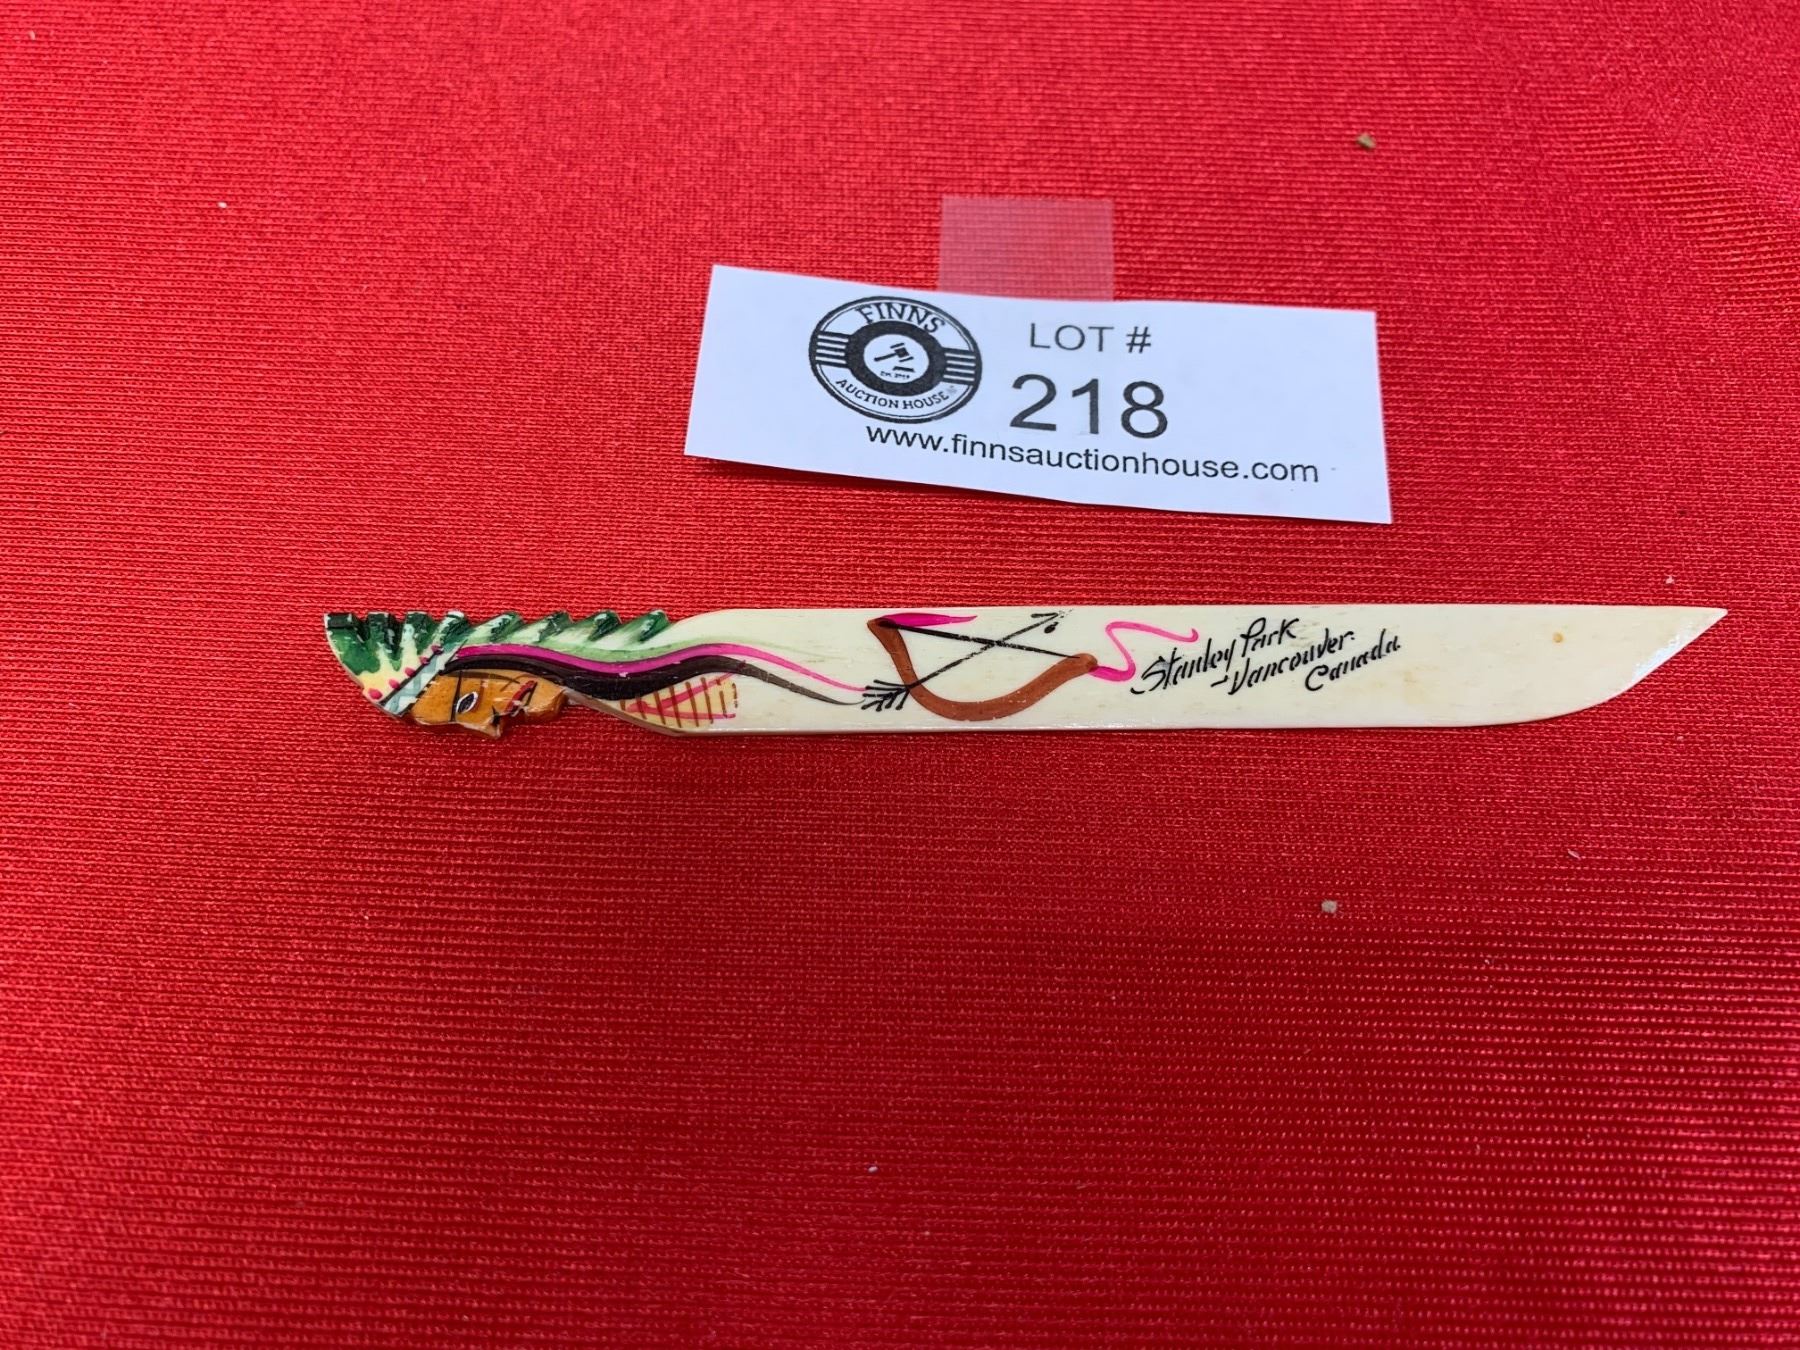 FINNS
AUCTION HOUSE
LOT #
218
www.finnsauctionhouse.com
Stanley Park
-Vancouver-
Canada.